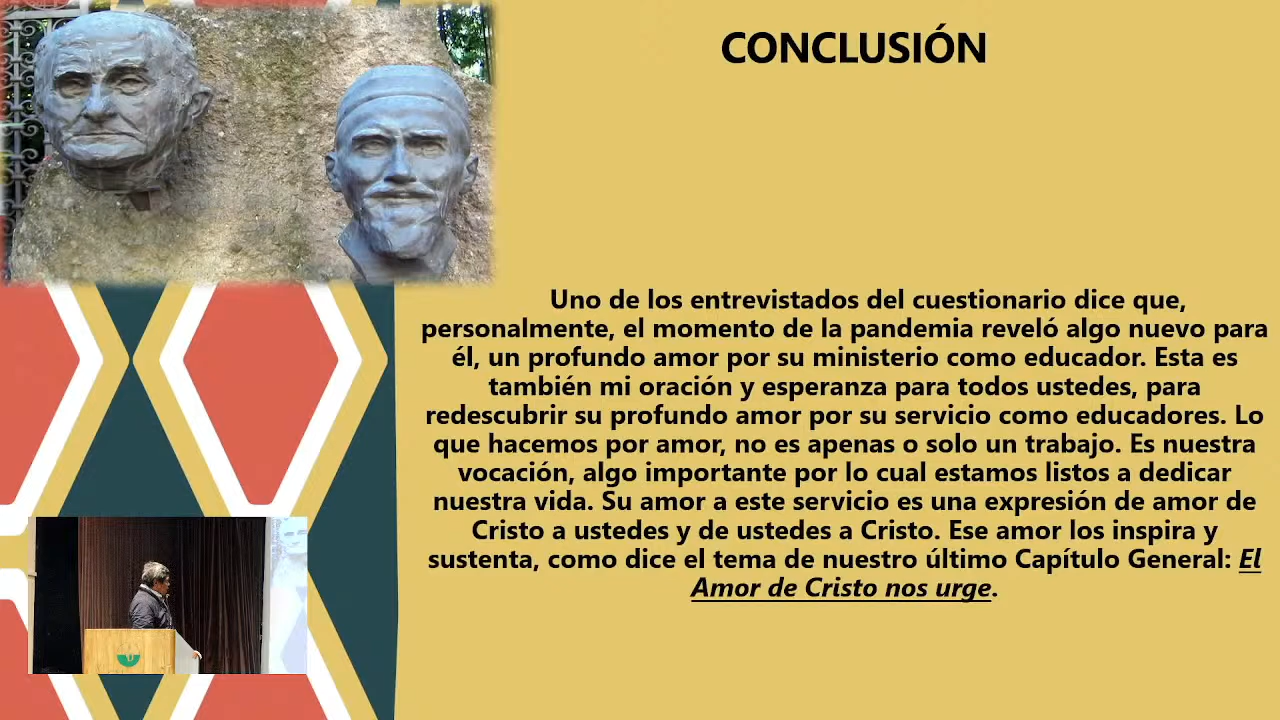 CONCLUSIÓN
Uno de los entrevistados del cuestionario dice que,
personalmente, el momento de la pandemia reveló algo nuevo para
él, un profundo amor por su ministerio como educador. Esta es
también mi oración y esperanza para todos ustedes, para
redescubrir su profundo amor por su servicio como educadores. Lo
que hacemos por amor, no es apenas o solo un trabajo. Es nuestra
vocación, algo importante por lo cual estamos listos a dedicar
nuestra vida. Su amor a este servicio es una expresión de amor de
Cristo a ustedes y de ustedes a Cristo. Ese amor los inspira y
sustenta, como dice el tema de nuestro último Capítulo General: El
Amor de Cristo nos urge.